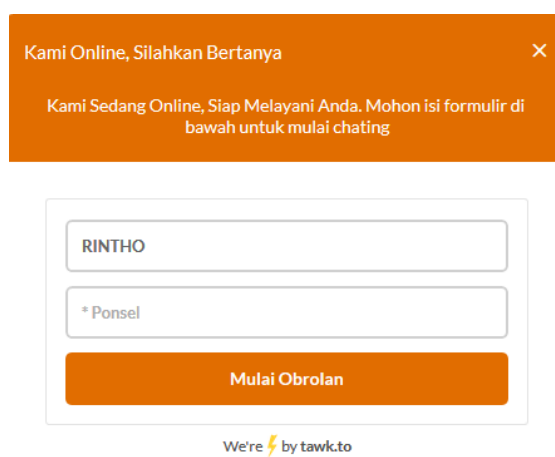 Kami Online, Silahkan Bertanya
Kami Sedang Online, Siap Melayani Anda. Mohon isi formulir di
bawah untuk mulai chating
RINTHO
* Ponsel
Mulai Obrolan
We're ⚡ by tawk.to